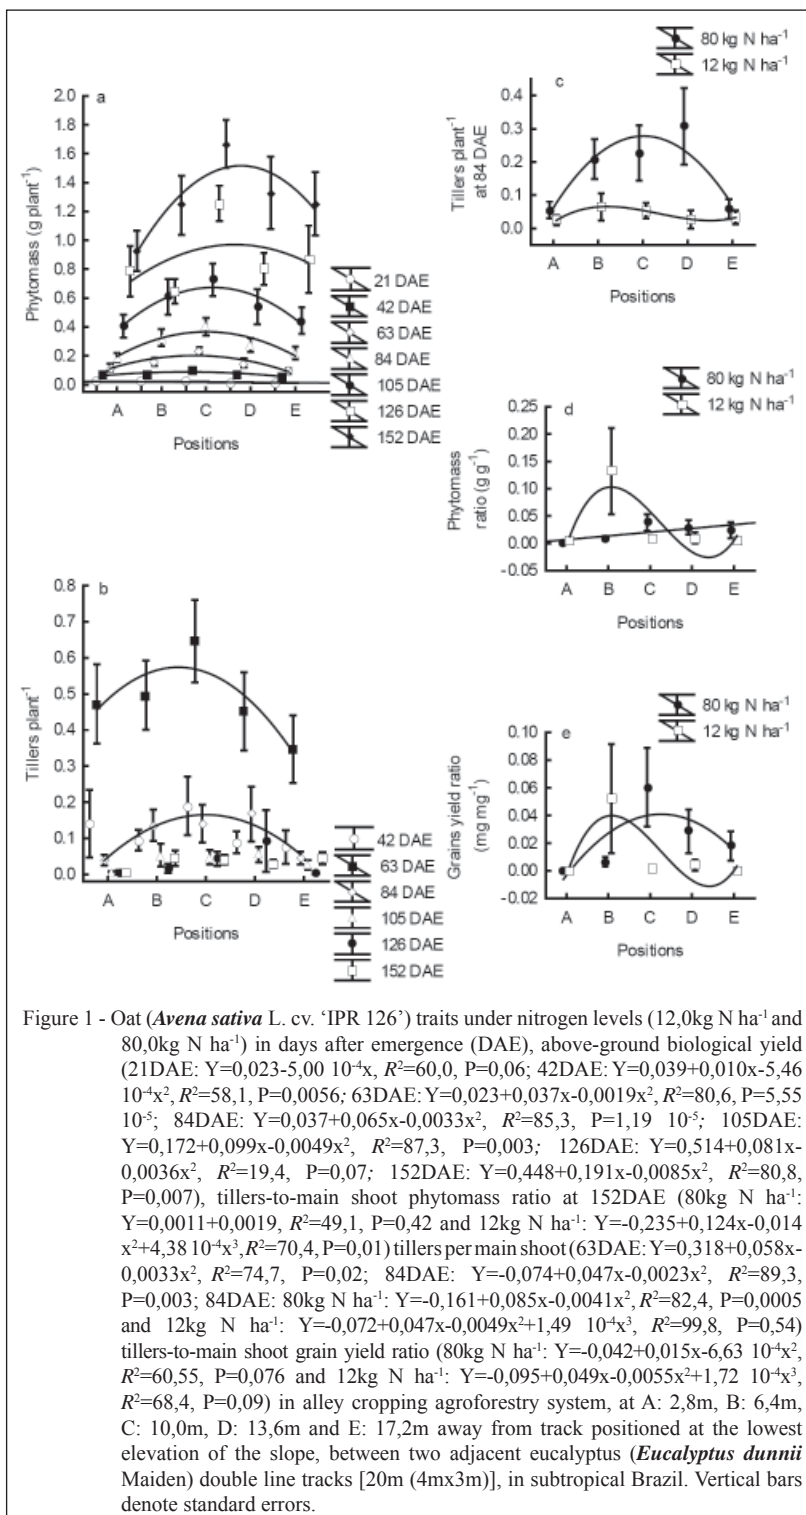 80 kg N ha⁻¹
12 kg N ha⁻¹
a
Phytomass (g plant⁻¹)
2.0
1.8
1.6
1.4
1.2
1.0
0.8
0.6
0.4
0.2
0.0
A B C D E
Positions
21 DAE
42 DAE
63 DAE
84 DAE
105 DAE
126 DAE
152 DAE
c
Tillers plant⁻¹
at 84 DAE
0.4
0.3
0.2
0.1
0.0
A B C D E
Positions
80 kg N ha⁻¹
12 kg N ha⁻¹
d
Phytomass
ratio (g g⁻¹)
0.25
0.20
0.15
0.10
0.05
0.00
-0.05
A B C D E
Positions
b
Tillers plant⁻¹
0.8
0.7
0.6
0.5
0.4
0.3
0.2
0.1
0.0
A B C D E
Positions
42 DAE
63 DAE
84 DAE
105 DAE
126 DAE
152 DAE
80 kg N ha⁻¹
12 kg N ha⁻¹
e
Grains yield ratio
(mg mg⁻¹)
0.10
0.08
0.06
0.04
0.02
0.00
-0.02
A B C D E
Positions
Figure 1 - Oat (Avena sativa L. cv. ‘IPR 126’) traits under nitrogen levels (12,0kg N ha⁻¹ and
80,0kg N ha⁻¹) in days after emergence (DAE), above-ground biological yield
(21DAE: Y=0,023-5,00 10⁻⁴x, R²=60,0, P=0,06; 42DAE: Y=0,039+0,010x-5,46
10⁻⁴x², R²=58,1, P=0,0056; 63DAE: Y=0,023+0,037x-0,0019x², R²=80,6, P=5,55
10⁻⁵; 84DAE: Y=0,037+0,065x-0,0033x², R²=85,3, P=1,19 10⁻⁵; 105DAE:
Y=0,172+0,099x-0,0049x², R²=87,3, P=0,003; 126DAE: Y=0,514+0,081x-
0,0036x², R²=19,4, P=0,07; 152DAE: Y=0,448+0,191x-0,0085x², R²=80,8,
P=0,007), tillers-to-main shoot phytomass ratio at 152DAE (80kg N ha⁻¹:
Y=0,0011+0,0019, R²=49,1, P=0,42 and 12kg N ha⁻¹: Y=-0,235+0,124x-0,014
x²+4,38 10⁻⁴x³, R²=70,4, P=0,01) tillers per main shoot (63DAE: Y=0,318+0,058x-
0,0033x², R²=74,7, P=0,02; 84DAE: Y=-0,074+0,047x-0,0023x², R²=89,3,
P=0,003; 84DAE: 80kg N ha⁻¹: Y=-0,161+0,085x-0,0041x², R²=82,4, P=0,0005
and 12kg N ha⁻¹: Y=-0,072+0,047x-0,0049x²+1,49 10⁻⁴x³, R²=99,8, P=0,54)
tillers-to-main shoot grain yield ratio (80kg N ha⁻¹: Y=-0,042+0,015x-6,63 10⁻⁴x²,
R²=60,55, P=0,076 and 12kg N ha⁻¹: Y=-0,095+0,049x-0,0055x²+1,72 10⁻⁴x³,
R²=68,4, P=0,09) in alley cropping agroforestry system, at A: 2,8m, B: 6,4m,
C: 10,0m, D: 13,6m and E: 17,2m away from track positioned at the lowest
elevation of the slope, between two adjacent eucalyptus (Eucalyptus dunnii
Maiden) double line tracks [20m (4mx3m)], in subtropical Brazil. Vertical bars
denote standard errors.